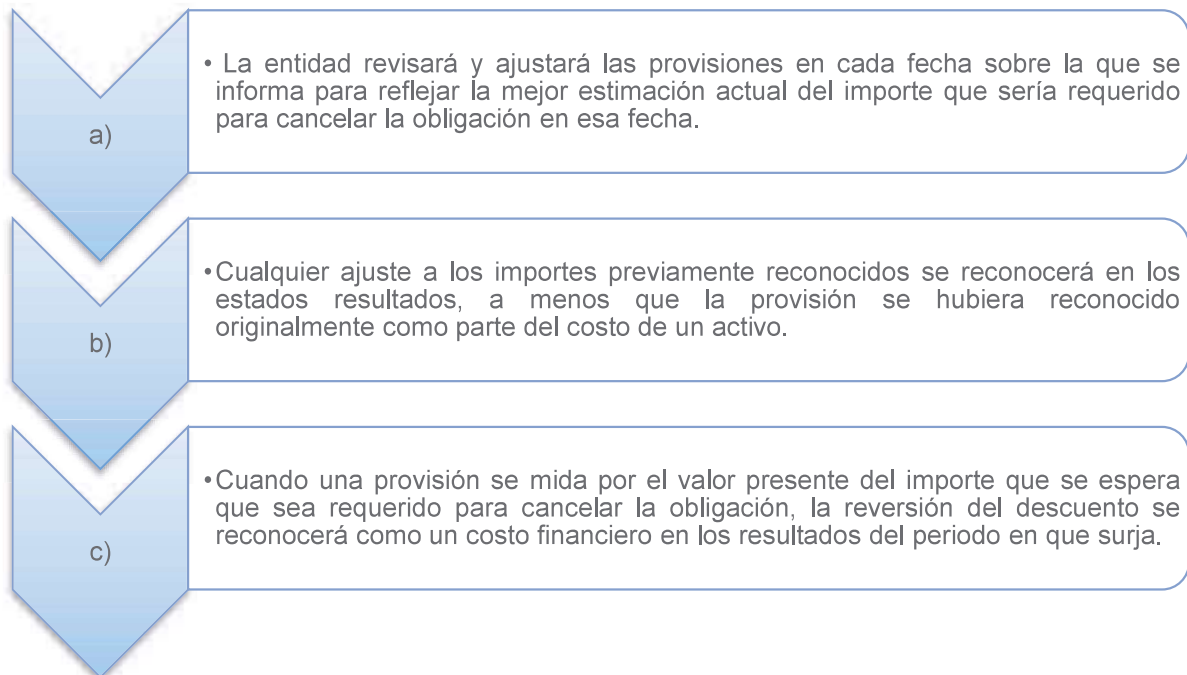 a)
• La entidad revisará y ajustará las provisiones en cada fecha sobre la que se
informa para reflejar la mejor estimación actual del importe que sería requerido
para cancelar la obligación en esa fecha.
b)
•Cualquier ajuste a los importes previamente reconocidos se reconocerá en los
estados resultados, a menos que la provisión se hubiera reconocido
originalmente como parte del costo de un activo.
c)
•Cuando una provisión se mida por el valor presente del importe que se espera
que sea requerido para cancelar la obligación, la reversión del descuento se
reconocerá como un costo financiero en los resultados del periodo en que surja.